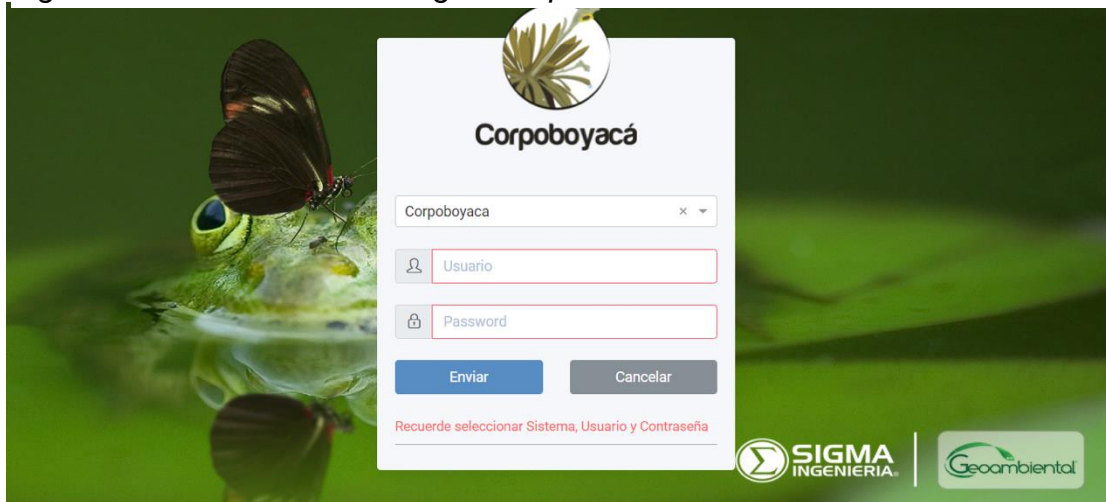 Corpoboyacá
Corpoboyaca
Usuario
Password
Enviar Cancelar
Recuerde seleccionar Sistema, Usuario y Contraseña
SIGMA
INGENIERIA.
Geoambiental